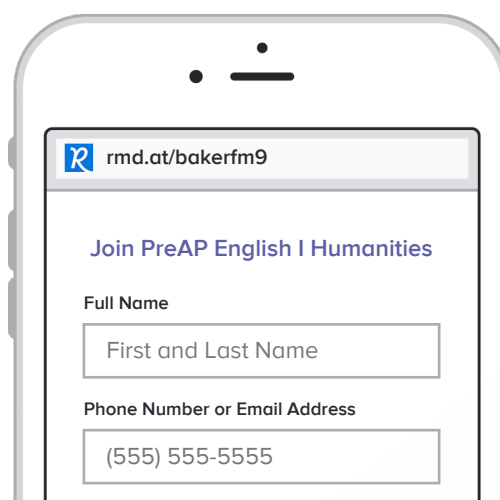 rmd.at/bakerfm9
Join PreAP English I Humanities
Full Name
First and Last Name
Phone Number or Email Address
(555) 555-5555